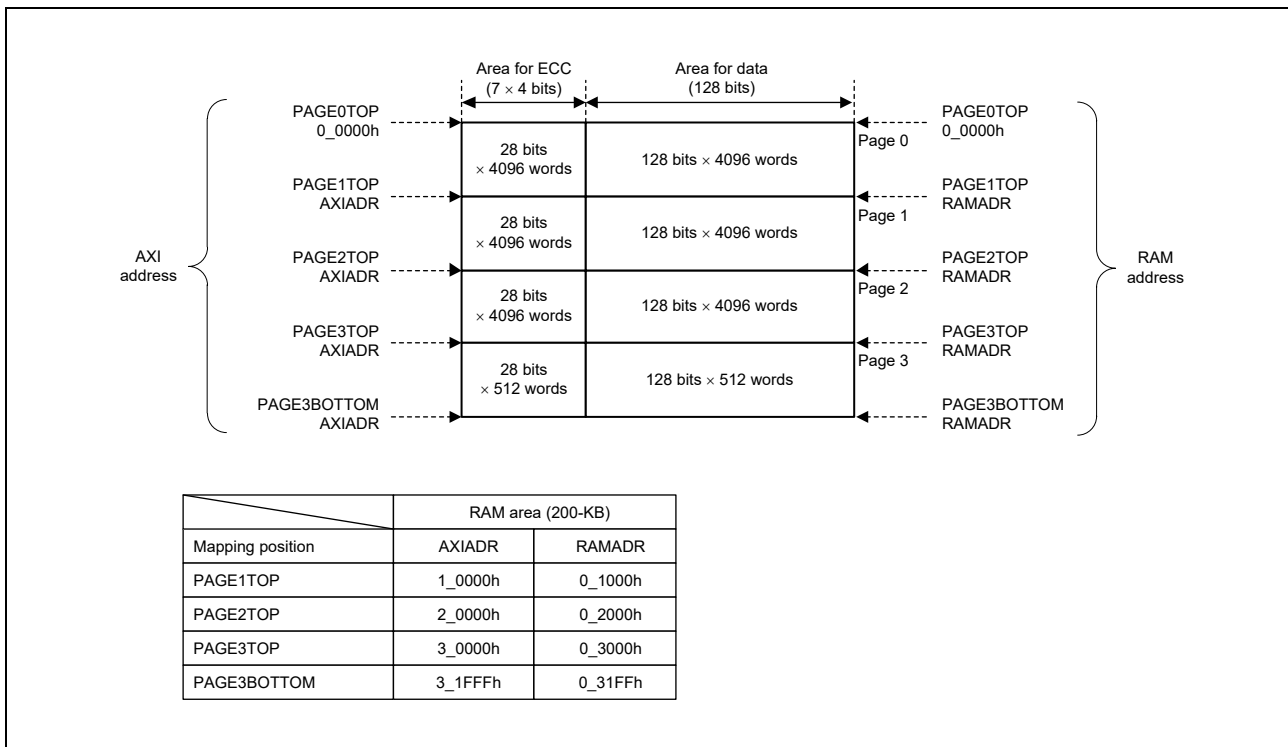 Area for ECC
(7 × 4 bits)
Area for data
(128 bits)
PAGE0TOP
0_0000h
PAGE0TOP
0_0000h
Page 0
28 bits
× 4096 words
128 bits × 4096 words
PAGE1TOP
AXIADR
PAGE1TOP
RAMADR
Page 1
28 bits
× 4096 words
128 bits × 4096 words
AXI
address
PAGE2TOP
AXIADR
PAGE2TOP
RAMADR
RAM
address
Page 2
28 bits
× 4096 words
128 bits × 4096 words
PAGE3TOP
AXIADR
PAGE3TOP
RAMADR
Page 3
28 bits
× 512 words
128 bits × 512 words
PAGE3BOTTOM
AXIADR
PAGE3BOTTOM
RAMADR
RAM area (200-KB)
Mapping position AXIADR RAMADR
PAGE1TOP 1_0000h 0_1000h
PAGE2TOP 2_0000h 0_2000h
PAGE3TOP 3_0000h 0_3000h
PAGE3BOTTOM 3_1FFFh 0_31FFh